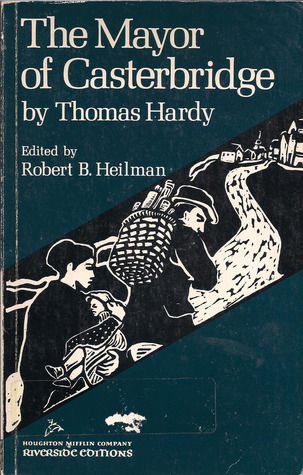 The Mayor
of Casterbridge
by Thomas Hardy
Edited by
Robert B. Heilman
HOUGHTON MIFFLIN COMPANY
RIVERSIDE EDITIONS